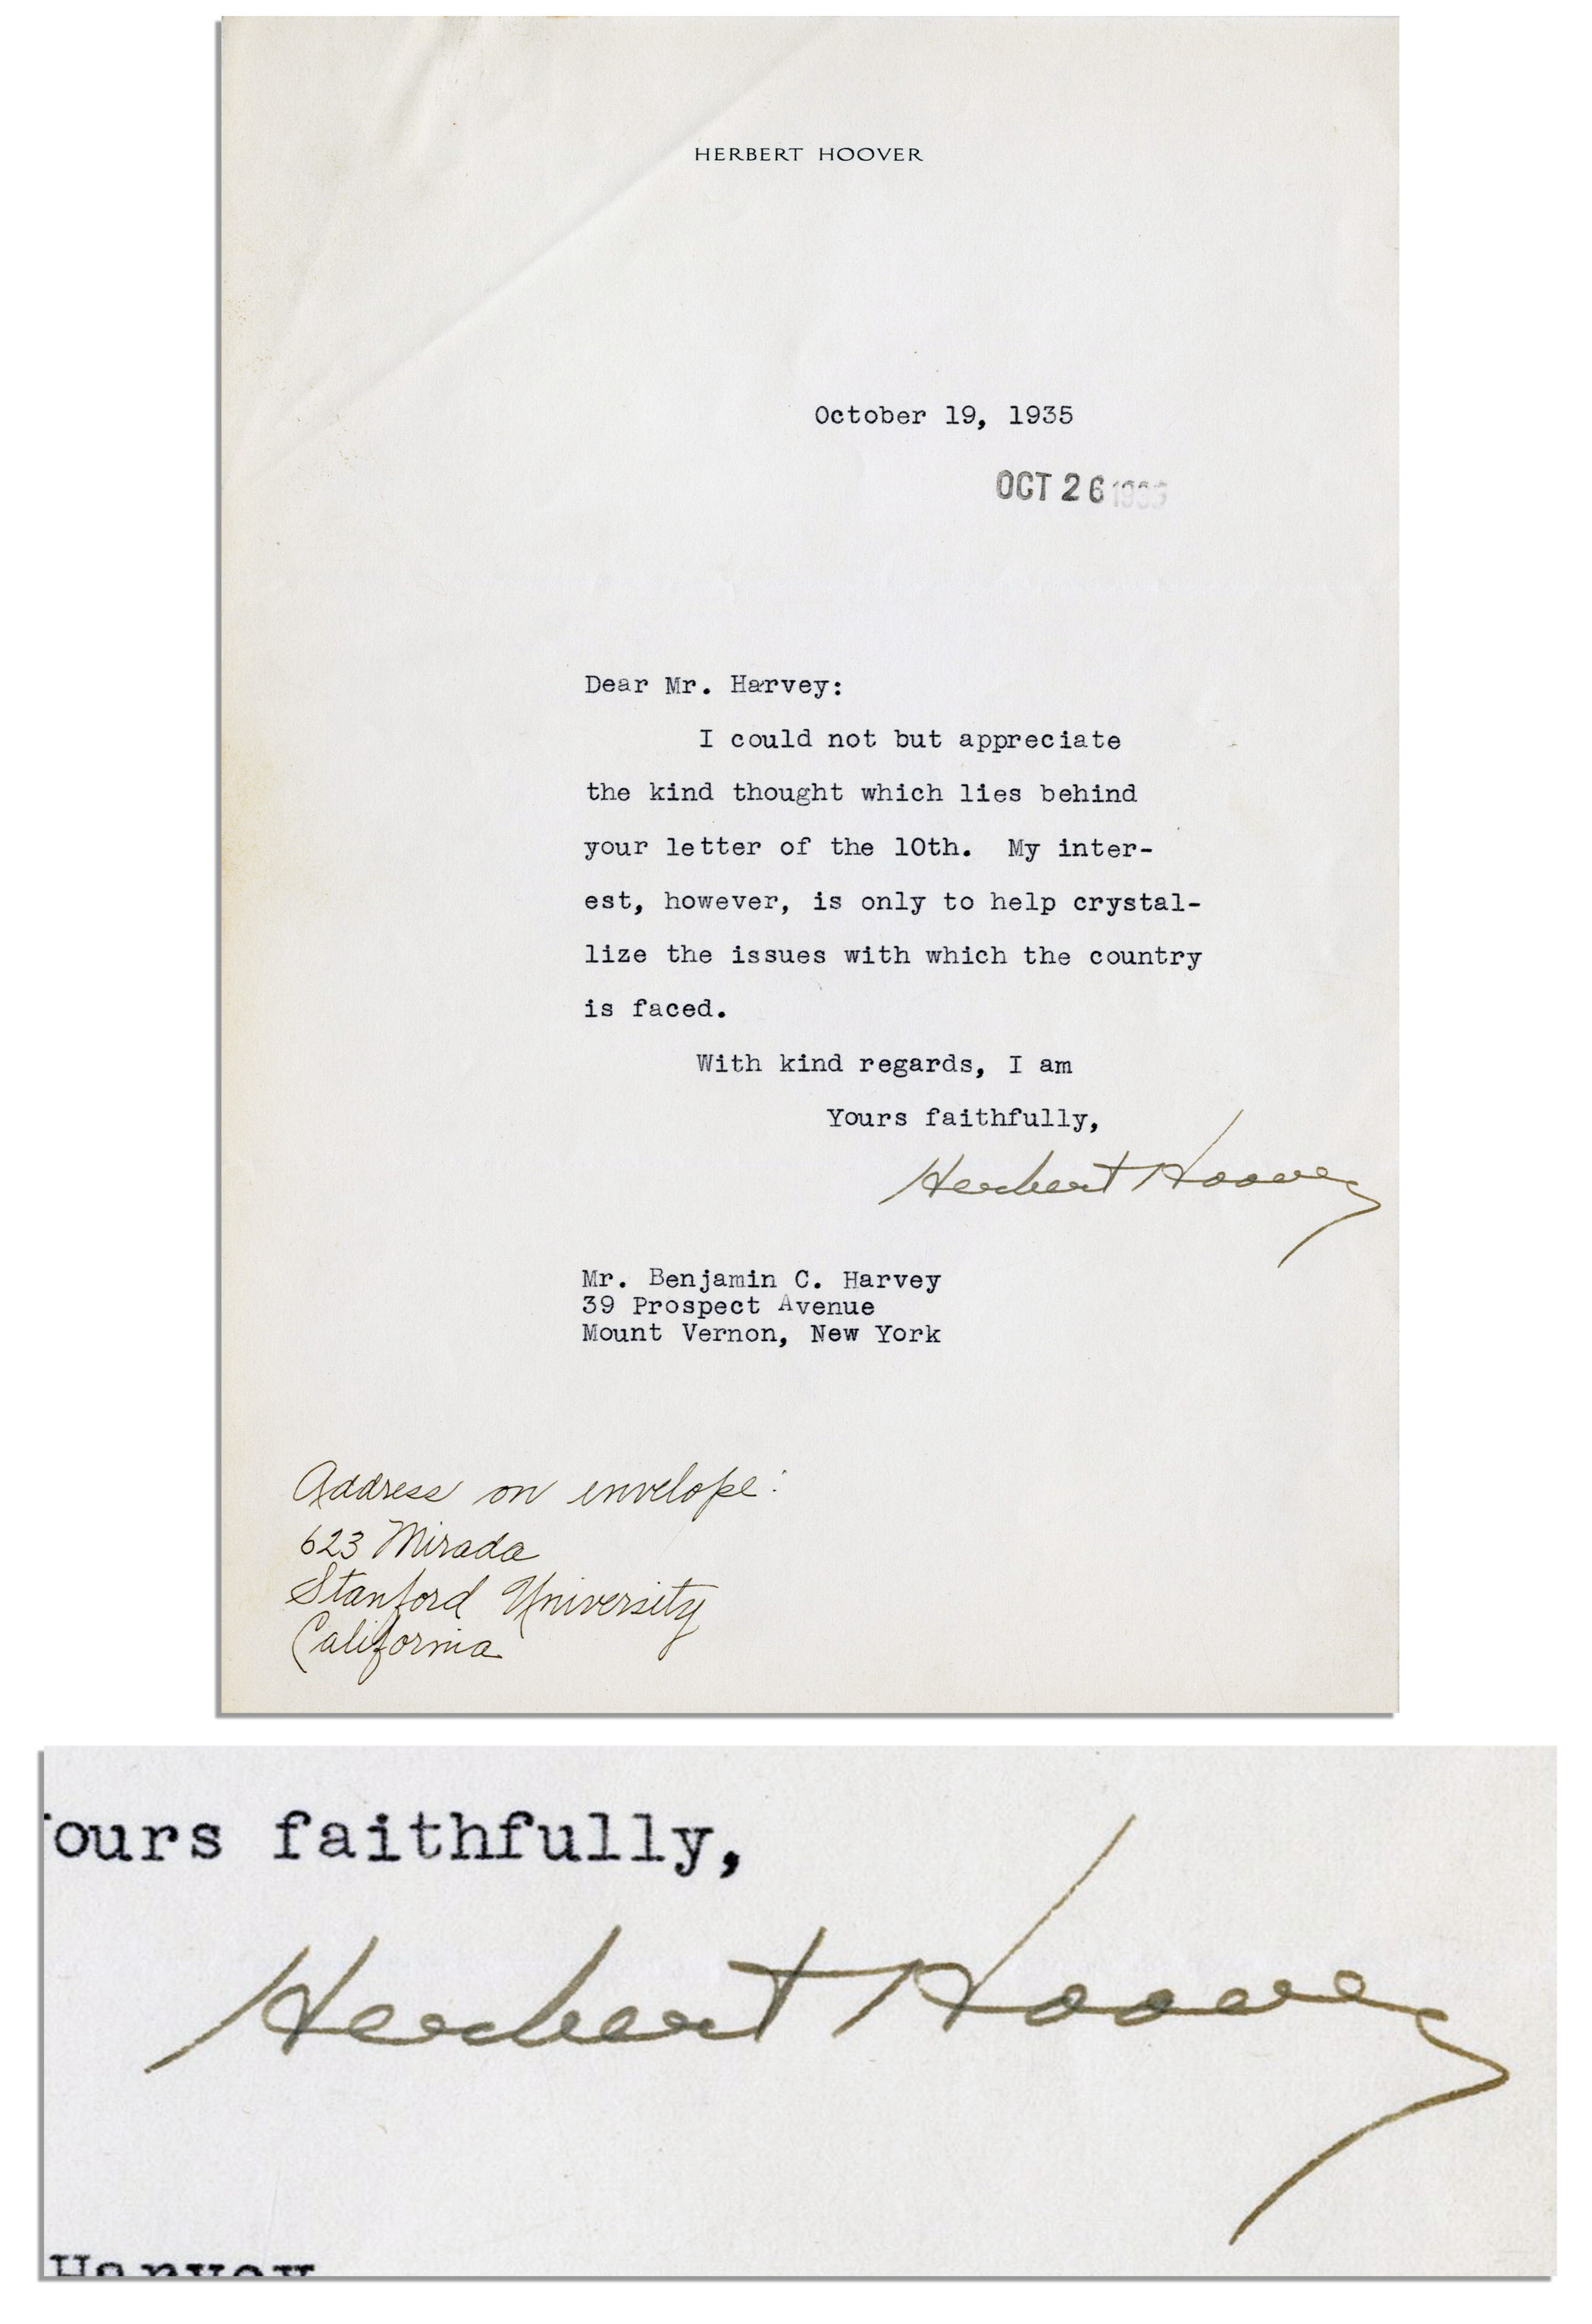 HERBERT HOOVER
October 19, 1935
OCT 26 1935
Dear Mr. Harvey:
I could not but appreciate
the kind thought which lies behind
your letter of the 10th. My inter-
est, however, is only to help crystal-
lize the issues with which the country
is faced.
With kind regards, I am
Yours faithfully,
Herbert Hoover
Mr. Benjamin C. Harvey
39 Prospect Avenue
Mount Vernon, New York
Address on envelope:
623 Mirada
Stanford University
California
ours faithfully,
Herbert Hoover
Harvey